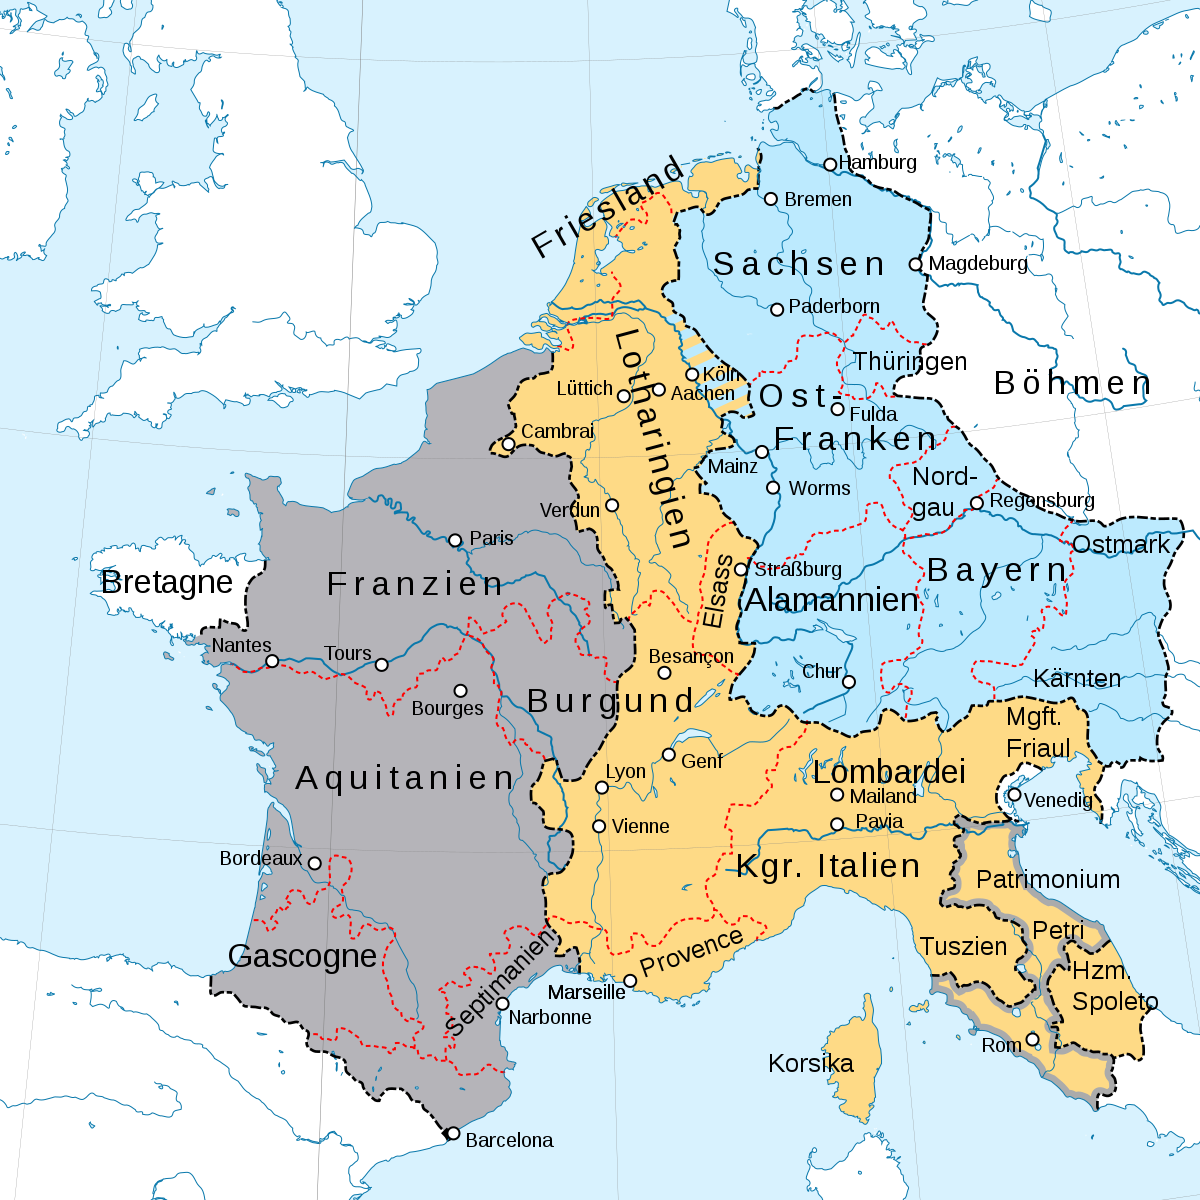 Hamburg
Friesland
Bremen
Sachsen
Magdeburg
Paderborn
Lotharingien
Thüringen
Köln
Böhmen
Lüttich
Aachen
Ost-
Fulda
Cambrai
Franken
Mainz
Nord-
gau
Worms
Regensburg
Verdun
Paris
Ostmark
Straßburg
Bayern
Bretagne
Franzien
Elsass
Alamannien
Nantes
Tours
Besançon
Chur
Kärnten
Bourges
Burgund
Mgft.
Friaul
Genf
Lyon
Aquitanien
Lombardei
Mailand
Venedig
Vienne
Pavia
Bordeaux
Kgr. Italien
Patrimonium
Petri
Gascogne
Septimanien
Provence
Tuszien
Hzm.
Spoleto
Marseille
Narbonne
Rom
Korsika
Barcelona